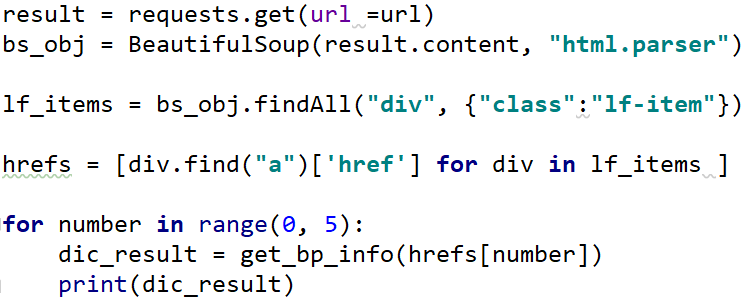 result = requests.get(url =url)
bs_obj = BeautifulSoup(result.content, "html.parser")
lf_items = bs_obj.findAll("div", {"class":"lf-item"})
hrefs = [div.find("a")['href'] for div in lf_items ]
for number in range(0, 5):
    dic_result = get_bp_info(hrefs[number])
    print(dic_result)